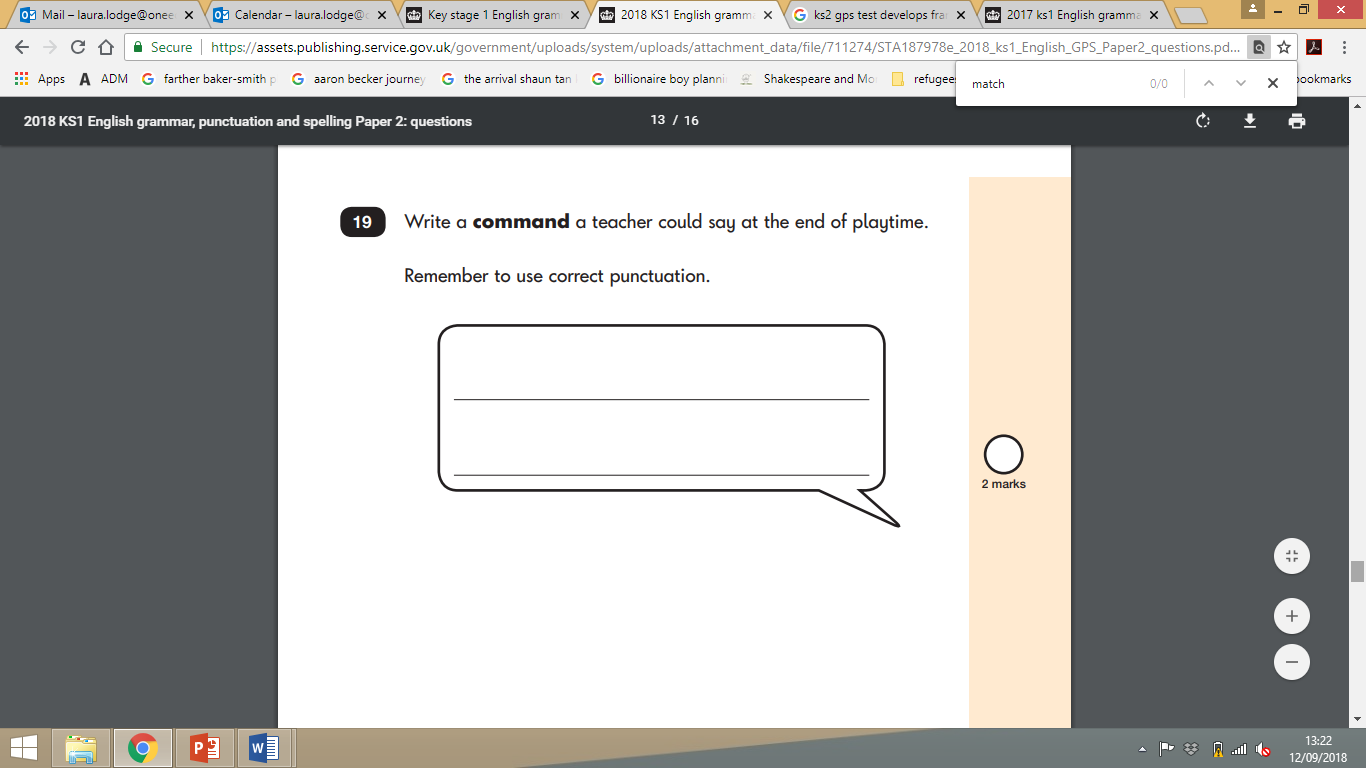 Mail – laura.lodge@onee
Calendar – laura.lodge@o
Key stage 1 English gram
2018 KS1 English gramm
ks2 gps test develops fra
2017 ks1 English gramma
Secure
https://assets.publishing.service.gov.uk/government/uploads/system/uploads/attachment_data/file/711274/STA187978e_2018_ks1_English_GPS_Paper2_questions.pd...
Apps
ADM
farther baker-smith p
aaron becker journey
the arrival shaun tan
billionaire boy planni
Shakespeare and Mo
refugees
bookmarks
match
0/0
2018 KS1 English grammar, punctuation and spelling Paper 2: questions
13 / 16
19
Write a command a teacher could say at the end of playtime.
Remember to use correct punctuation.
2 marks
13:22
12/09/2018